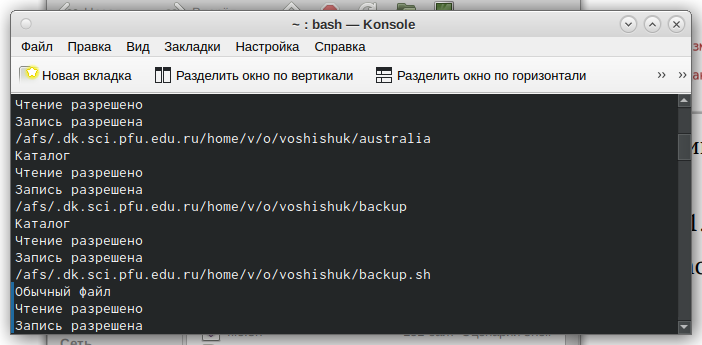 ~ : bash — Konsole
Файл Правка Вид Закладки Настройка Справка
Новая вкладка Разделить окно по вертикали Разделить окно по горизонтали
Чтение разрешено
Запись разрешена
/afs/.dk.sci.pfu.edu.ru/home/v/o/voshishuk/australia
Каталог
Чтение разрешено
Запись разрешена
/afs/.dk.sci.pfu.edu.ru/home/v/o/voshishuk/backup
Каталог
Чтение разрешено
Запись разрешена
/afs/.dk.sci.pfu.edu.ru/home/v/o/voshishuk/backup.sh
Обычный файл
Чтение разрешено
Запись разрешена
Сеть